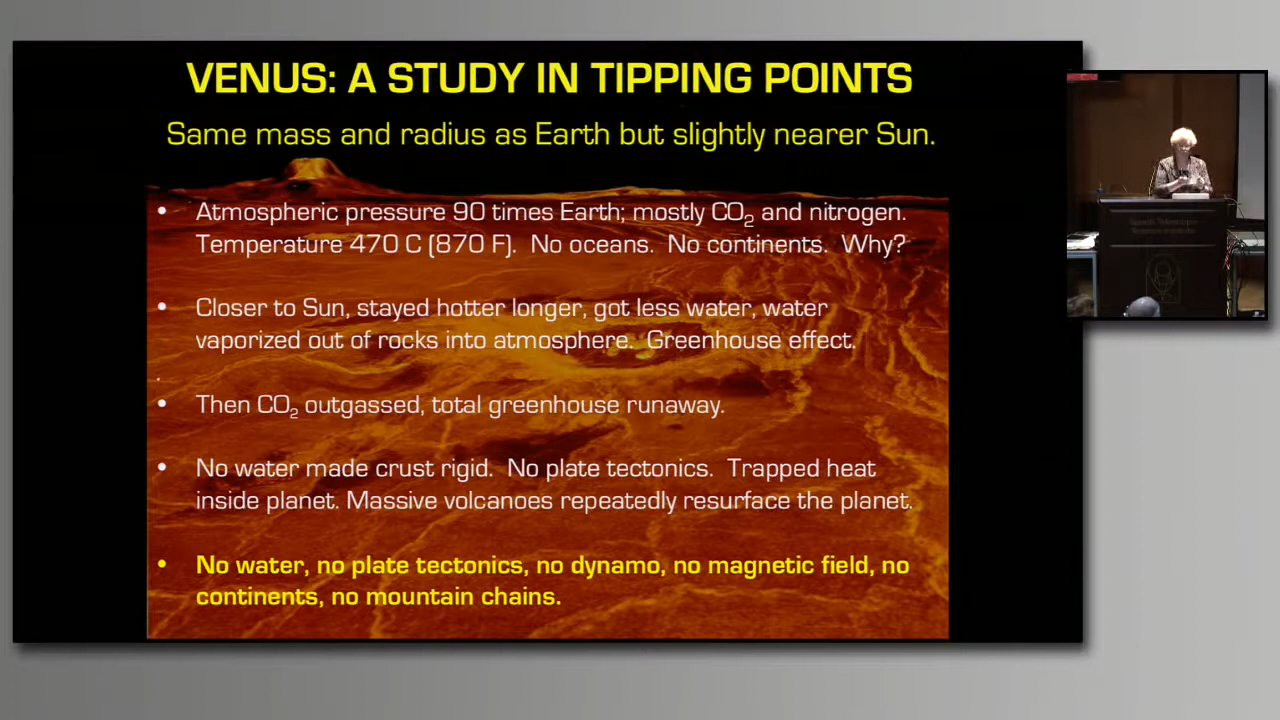 VENUS: A STUDY IN TIPPING POINTS
Same mass and radius as Earth but slightly nearer Sun.
• Atmospheric pressure 90 times Earth; mostly CO₂ and nitrogen.
Temperature 470 C (870 F). No oceans. No continents. Why?
• Closer to Sun, stayed hotter longer, got less water, water
vaporized out of rocks into atmosphere. Greenhouse effect.
• Then CO₂ outgassed, total greenhouse runaway.
• No water made crust rigid. No plate tectonics. Trapped heat
inside planet. Massive volcanoes repeatedly resurface the planet.
• No water, no plate tectonics, no dynamo, no magnetic field, no
continents, no mountain chains.